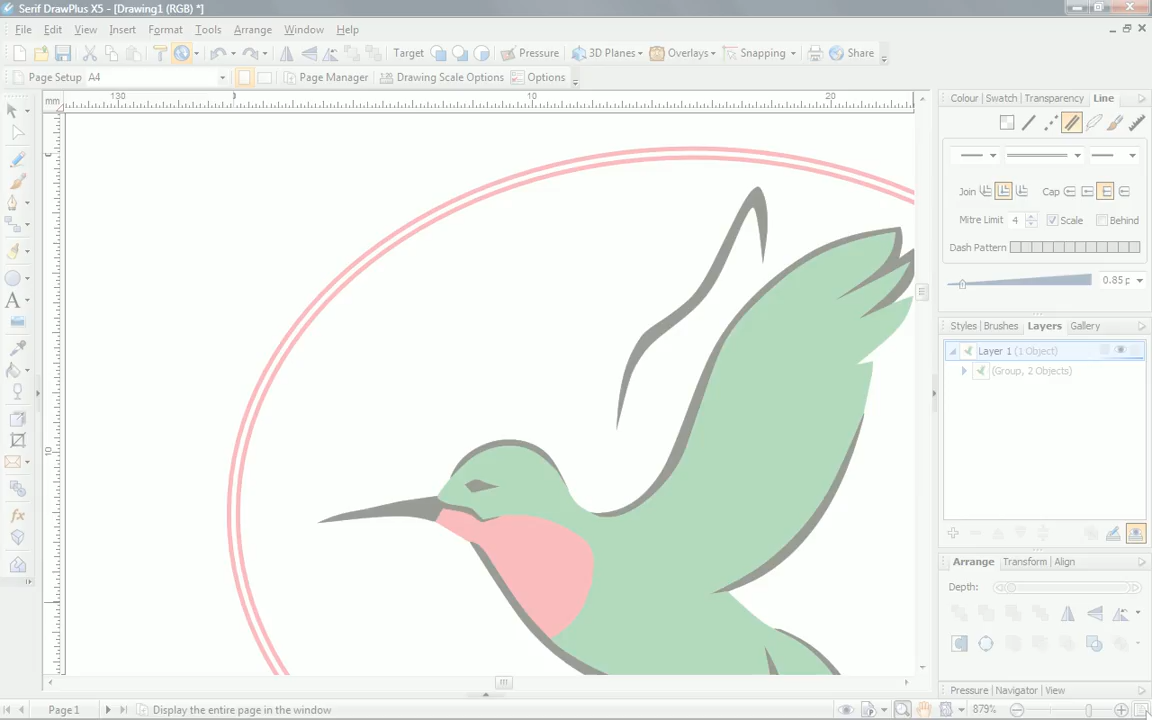 Serif DrawPlus X5 - [Drawing1 (RGB) *]
File Edit View Insert Format Tools Arrange Window Help
Target Pressure 3D Planes Overlays Snapping Share
Page Setup A4 Page Manager Drawing Scale Options Options
mm 130 10 20
Colour Swatch Transparency Line
Join Cap
Mitre Limit 4 Scale Behind
Dash Pattern
0.85 p
Styles Brushes Layers Gallery
Layer 1 (1 Object)
(Group, 2 Objects)
10
Arrange Transform Align
Depth:
Pressure Navigator View
Page 1 Display the entire page in the window 879%